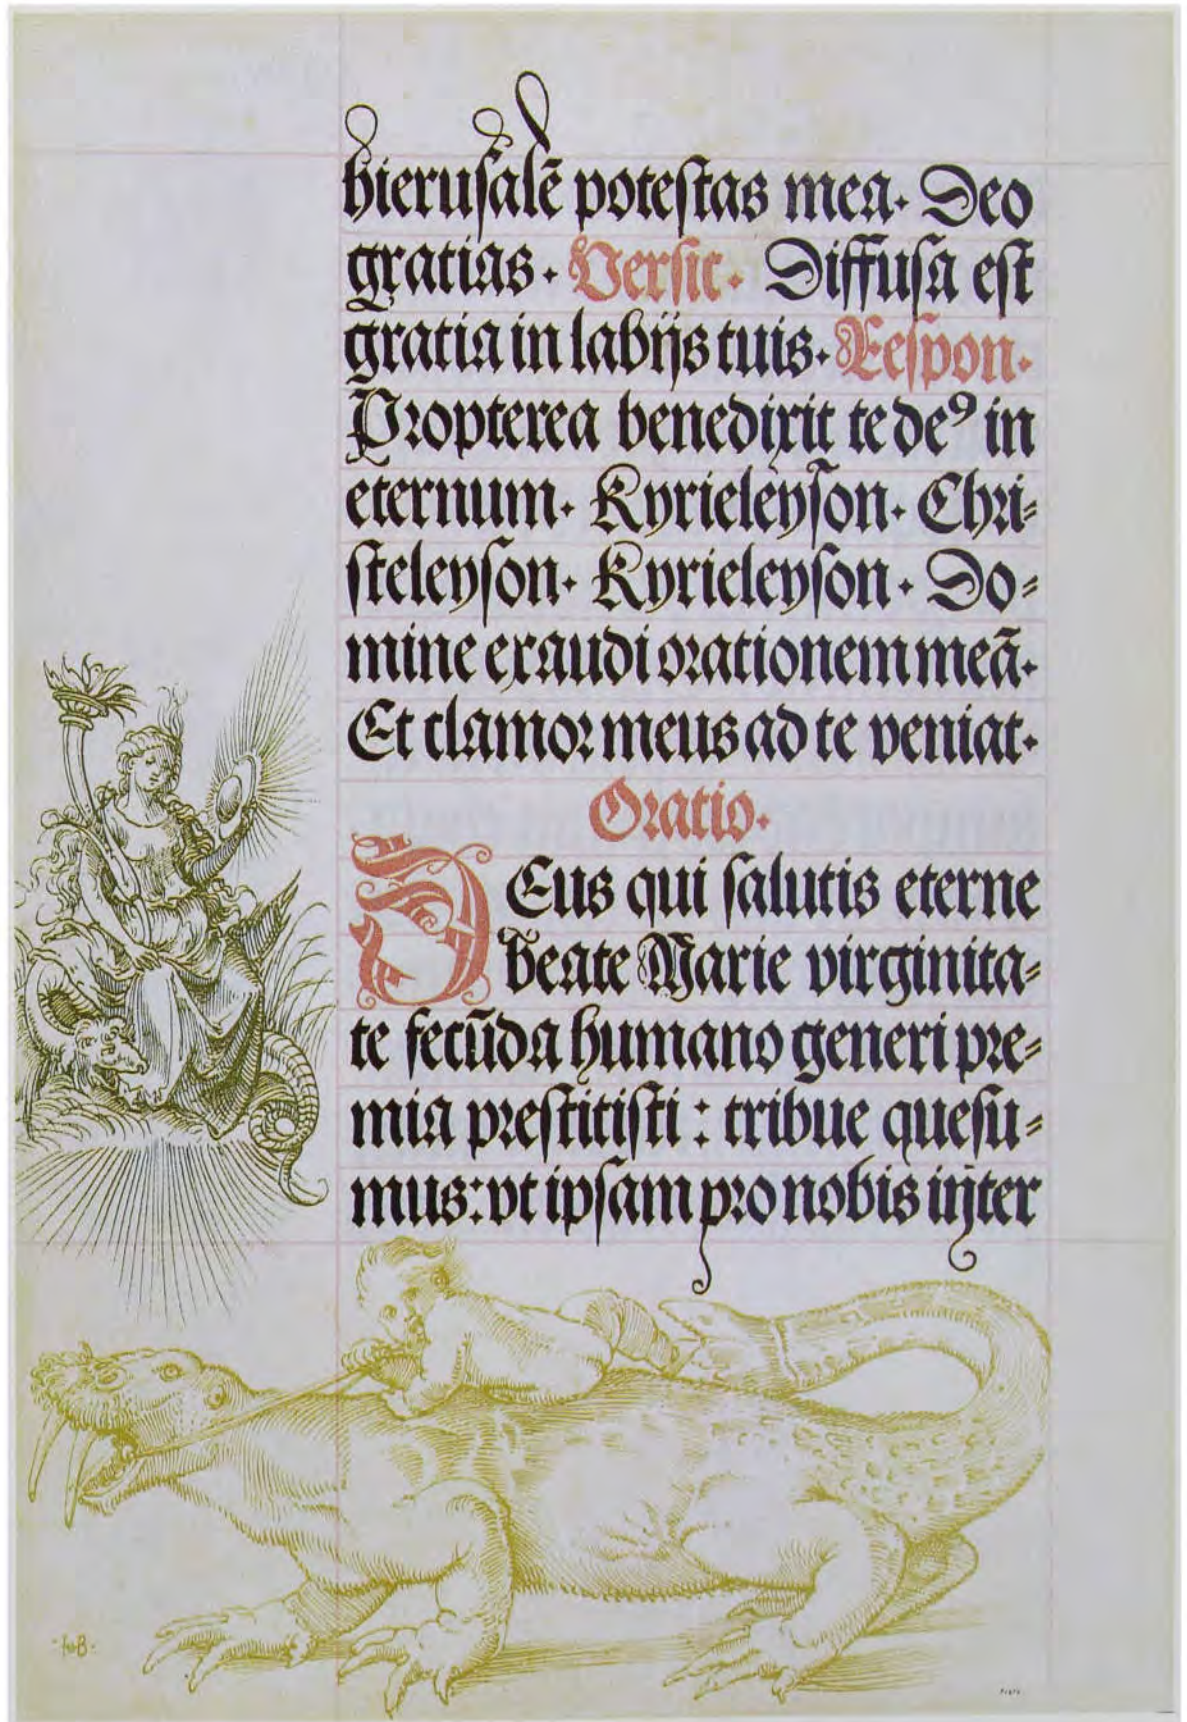 hieruſalē poteſtas mea. Deo
gratias. Verſic. Diffuſa eſt
gratia in labijs tuis. Reſpon.
Propterea benedixit te deꝰ in
eternum. Kyrieleyſon. Chri⸗
ſteleyſon. Kyrieleyſon. Do⸗
mine exaudi orationem meā.
Et clamor meus ad te veniat.
Oratio.
DEus qui ſalutis eterne
beate Marie virginita⸗
te fecūda humano generi pre⸗
mia preſtitiſti : tribue queſu⸗
mus: vt ipſam pro nobis inter